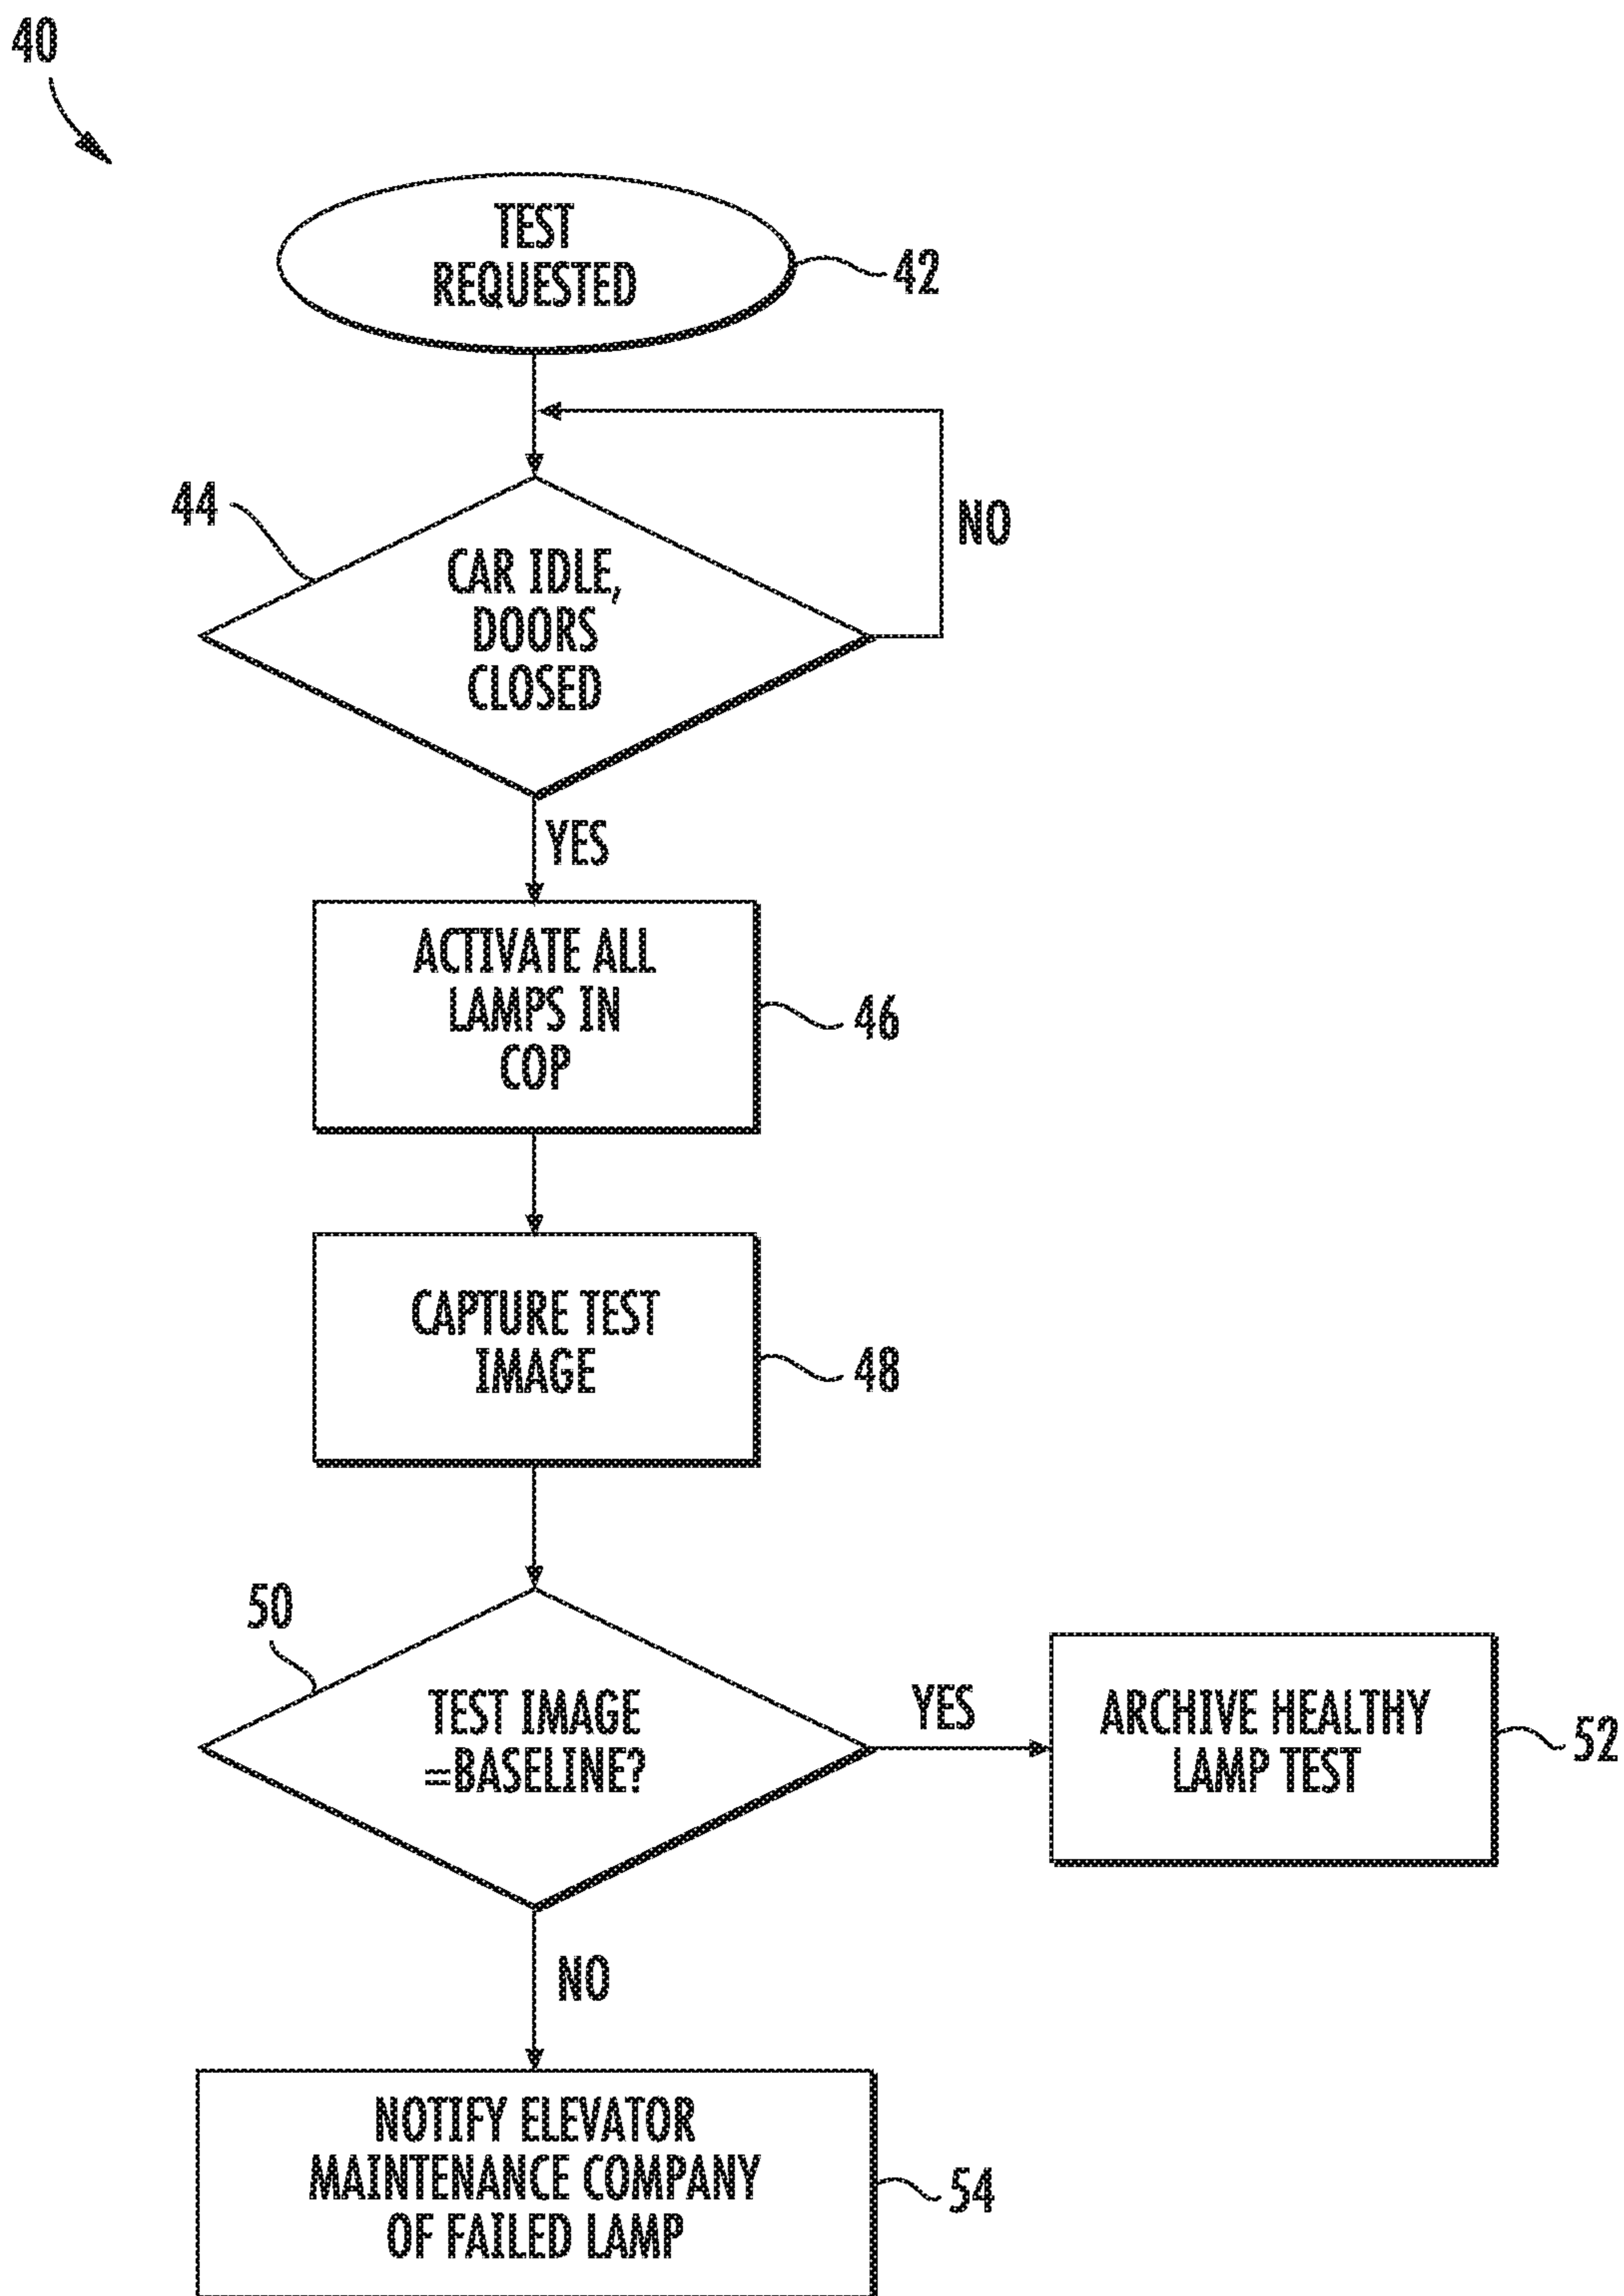 40
TEST
REQUESTED
42
44
CAR IDLE,
DOORS
CLOSED
NO
YES
ACTIVATE ALL
LAMPS IN
COP
46
CAPTURE TEST
IMAGE
48
50
TEST IMAGE
=BASELINE?
YES
ARCHIVE HEALTHY
LAMP TEST
52
NO
NOTIFY ELEVATOR
MAINTENANCE COMPANY
OF FAILED LAMP
54